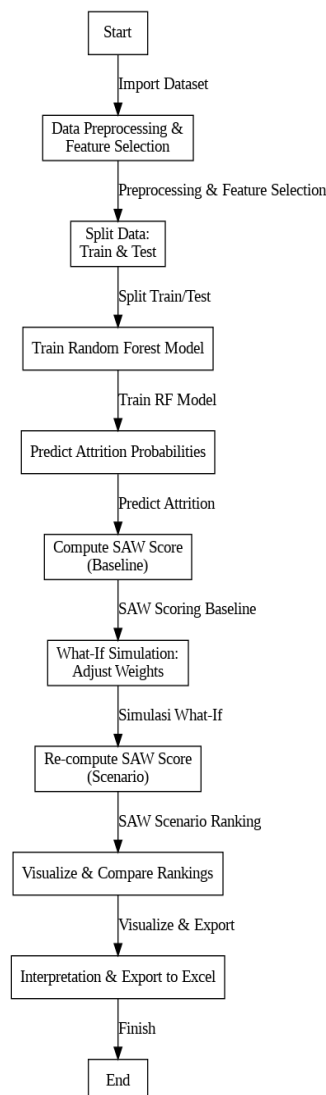 Start
Import Dataset
Data Preprocessing &
Feature Selection
Preprocessing & Feature Selection
Split Data:
Train & Test
Split Train/Test
Train Random Forest Model
Train RF Model
Predict Attrition Probabilities
Predict Attrition
Compute SAW Score
(Baseline)
SAW Scoring Baseline
What-If Simulation:
Adjust Weights
Simulasi What-If
Re-compute SAW Score
(Scenario)
SAW Scenario Ranking
Visualize & Compare Rankings
Visualize & Export
Interpretation & Export to Excel
Finish
End